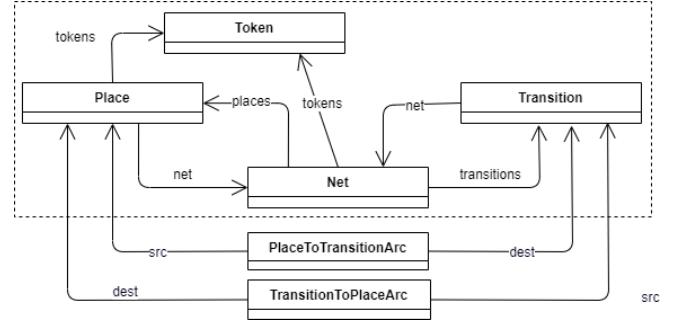 Token
tokens
Place
places
tokens
net
Transition
net
Net
transitions
src
PlaceToTransitionArc
dest
dest
TransitionToPlaceArc
src